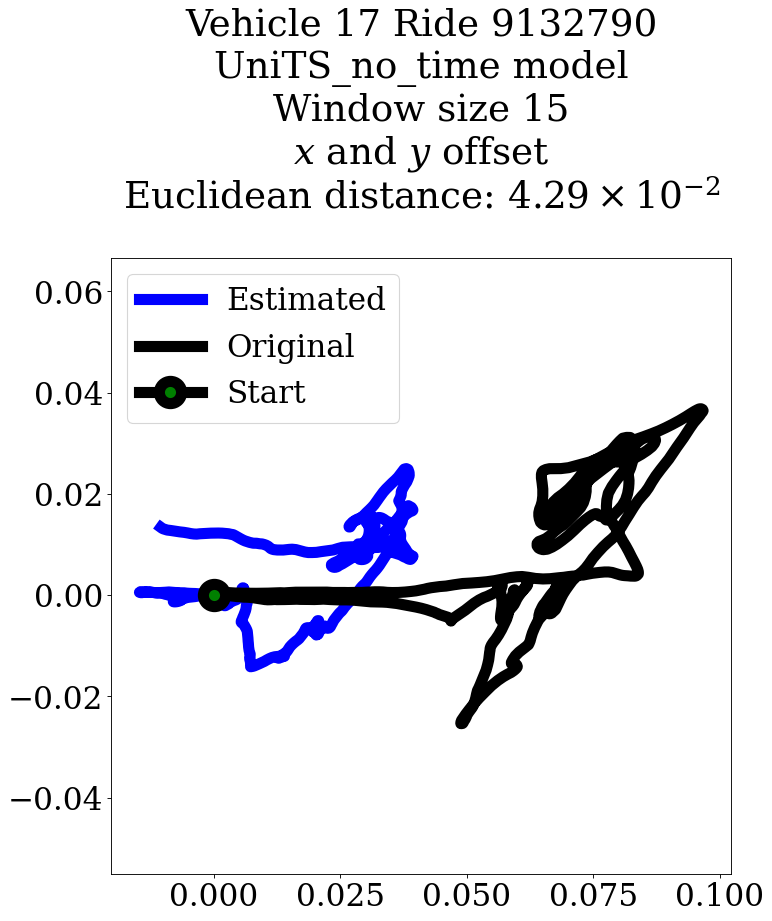 Vehicle 17 Ride 9132790
UniTS_no_time model
Window size 15
x and y offset
Euclidean distance: 4.29 × 10⁻²
Estimated
Original
Start
0.06
0.04
0.02
0.00
−0.02
−0.04
0.000 0.025 0.050 0.075 0.100